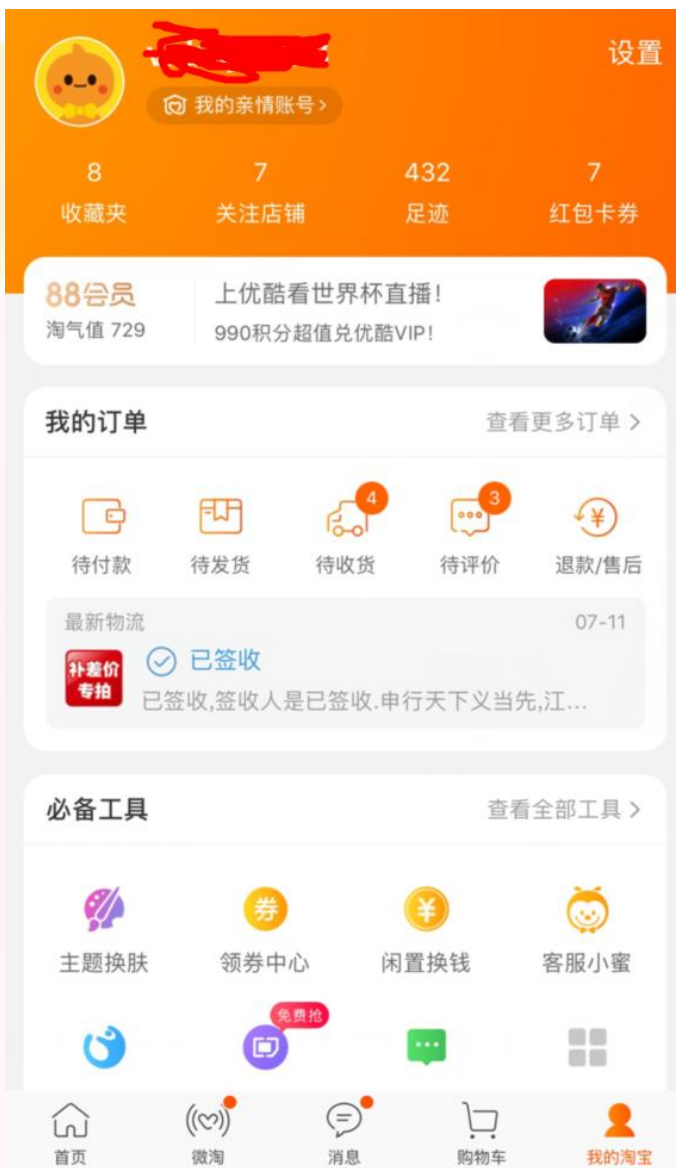 设置
我的亲情账号>
8 7 432 7
收藏夹 关注店铺 足迹 红包卡券
88会员 上优酷看世界杯直播!
淘气值 729 990积分超值兑优酷VIP!
我的订单 查看更多订单 >
4 3
待付款 待发货 待收货 待评价 退款/售后
最新物流 07-11
补差价 已签收
专拍 已签收,签收人是已签收.申行天下义当先,江...
必备工具 查看全部工具 >
券 ¥
主题换肤 领券中心 闲置换钱 客服小蜜
免费抢
首页 微淘 消息 购物车 我的淘宝